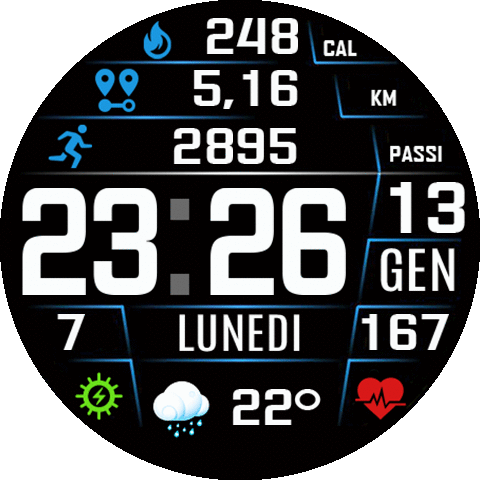 248 CAL
5,16 KM
2895 PASSI
23:26 13
GEN
7 LUNEDI 167
22°